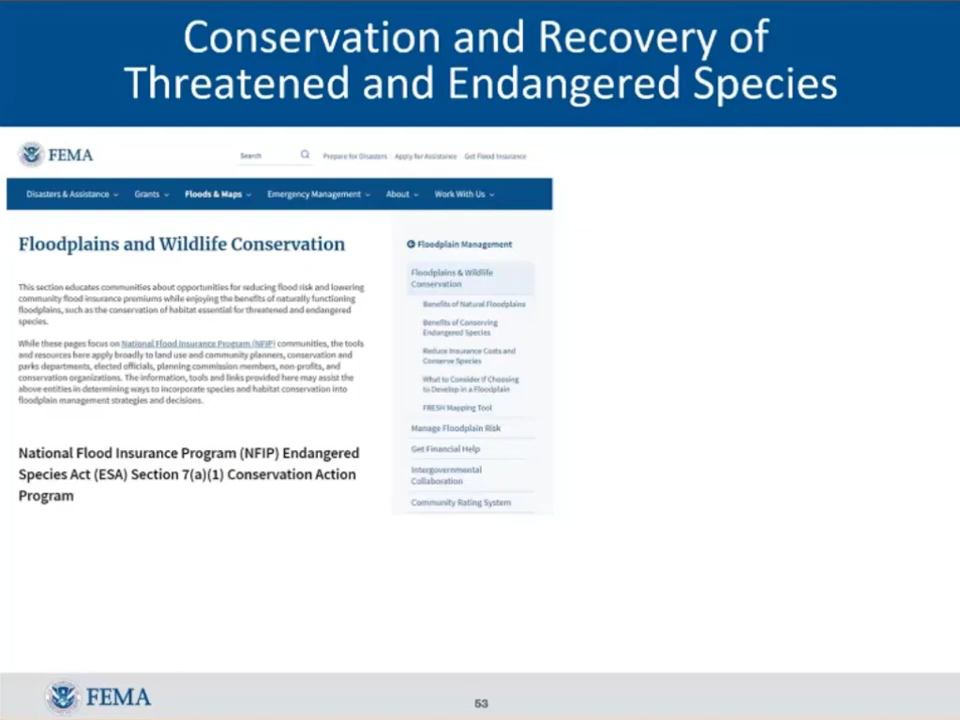 Conservation and Recovery of
Threatened and Endangered Species
FEMA
Search
Prepare for Disasters
Apply for Assistance
Get Flood Insurance
Disasters & Assistance
Grants
Floods & Maps
Emergency Management
About
Work With Us
Floodplains and Wildlife Conservation
This section educates communities about opportunities for reducing flood risk and lowering
community flood insurance premiums while enjoying the benefits of naturally functioning
floodplains, such as the conservation of habitat essential for threatened and endangered
species.
While these pages focus on National Flood Insurance Program (NFIP) communities, the tools
and resources here apply broadly to land use and community planners, conservation and
parks departments, elected officials, planning commission members, non-profits, and
conservation organizations. The information, tools and links provided here may assist the
above entities in determining ways to incorporate species and habitat conservation into
floodplain management strategies and decisions.
National Flood Insurance Program (NFIP) Endangered
Species Act (ESA) Section 7(a)(1) Conservation Action
Program
Floodplain Management
Floodplains & Wildlife
Conservation
Benefits of Natural Floodplains
Benefits of Conserving
Endangered Species
Reduce Insurance Costs and
Conserve Species
What to Consider if Choosing
to Develop in a Floodplain
FRESH Mapping Tool
Manage Floodplain Risk
Get Financial Help
Intergovernmental
Collaboration
Community Rating System
FEMA
53